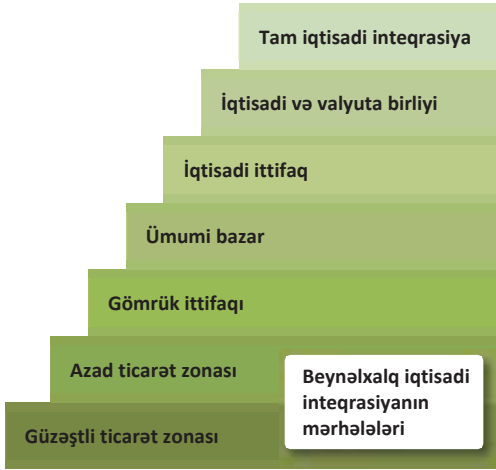 Tam iqtisadi inteqrasiya
İqtisadi və valyuta birliyi
İqtisadi ittifaq
Ümumi bazar
Gömrük ittifaqı
Azad ticarət zonası
Güzəştli ticarət zonası
Beynəlxalq iqtisadi
inteqrasiyanın
mərhələləri